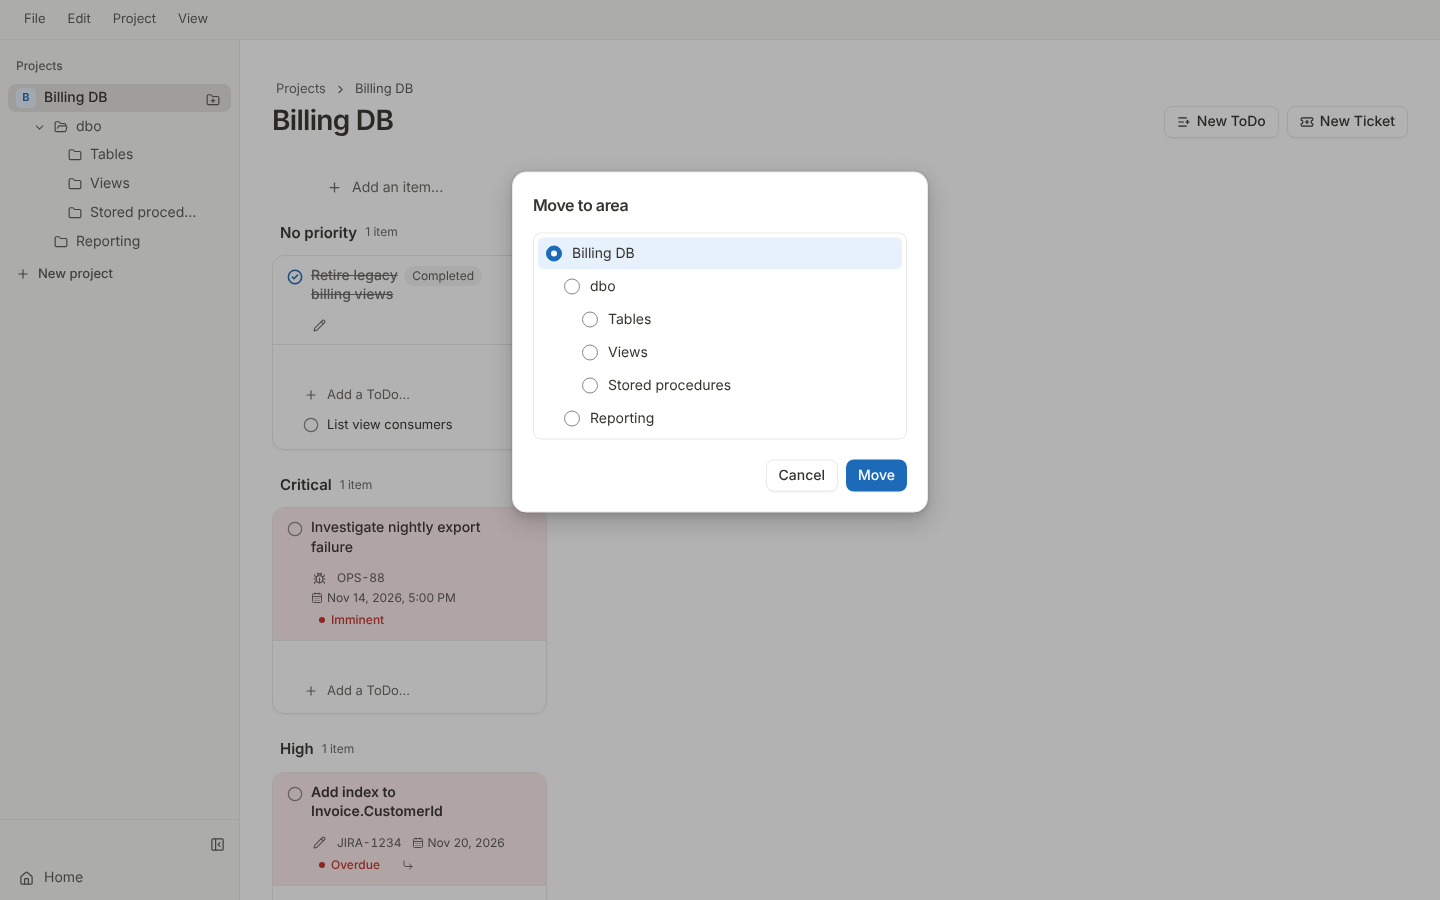 File Edit Project View
Projects
B Billing DB
dbo
Tables
Views
Stored proced...
Reporting
New project
Home
Projects > Billing DB
Billing DB
New ToDo
New Ticket
Add an item...
No priority 1 item
Retire legacy billing views
Completed
Add a ToDo...
List view consumers
Critical 1 item
Investigate nightly export
failure
OPS-88
Nov 14, 2026, 5:00 PM
Imminent
Add a ToDo...
High 1 item
Add index to
Invoice.CustomerId
JIRA-1234 Nov 20, 2026
Overdue
Move to area
Billing DB
dbo
Tables
Views
Stored procedures
Reporting
Cancel Move